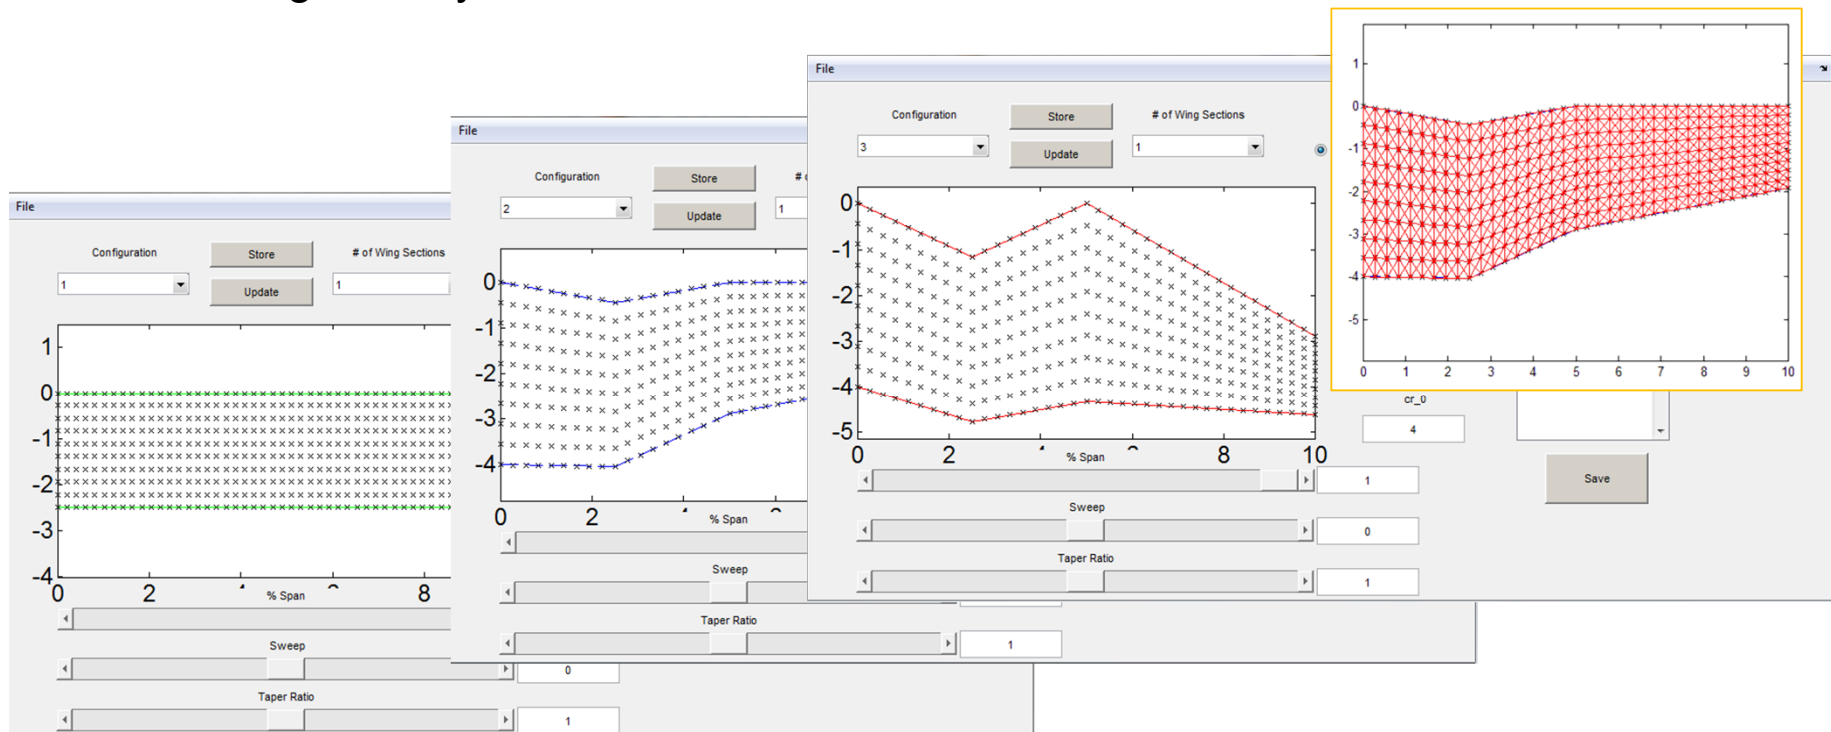 File
Configuration
Store
# of Wing Sections
1
Update
1
1
0
-1
-2
-3
-4
0
2
8
% Span
Sweep
0
Taper Ratio
1
File
Configuration
Store
#
2
Update
1
0
-1
-2
-3
-4
0
2
% Span
Sweep
Taper Ratio
1
File
Configuration
Store
# of Wing Sections
3
Update
1
0
-1
-2
-3
-4
-5
0
2
8
10
% Span
1
Sweep
0
Taper Ratio
1
1
0
-1
-2
-3
-4
-5
0 1 2 3 4 5 6 7 8 9 10
cr_0
4
Save